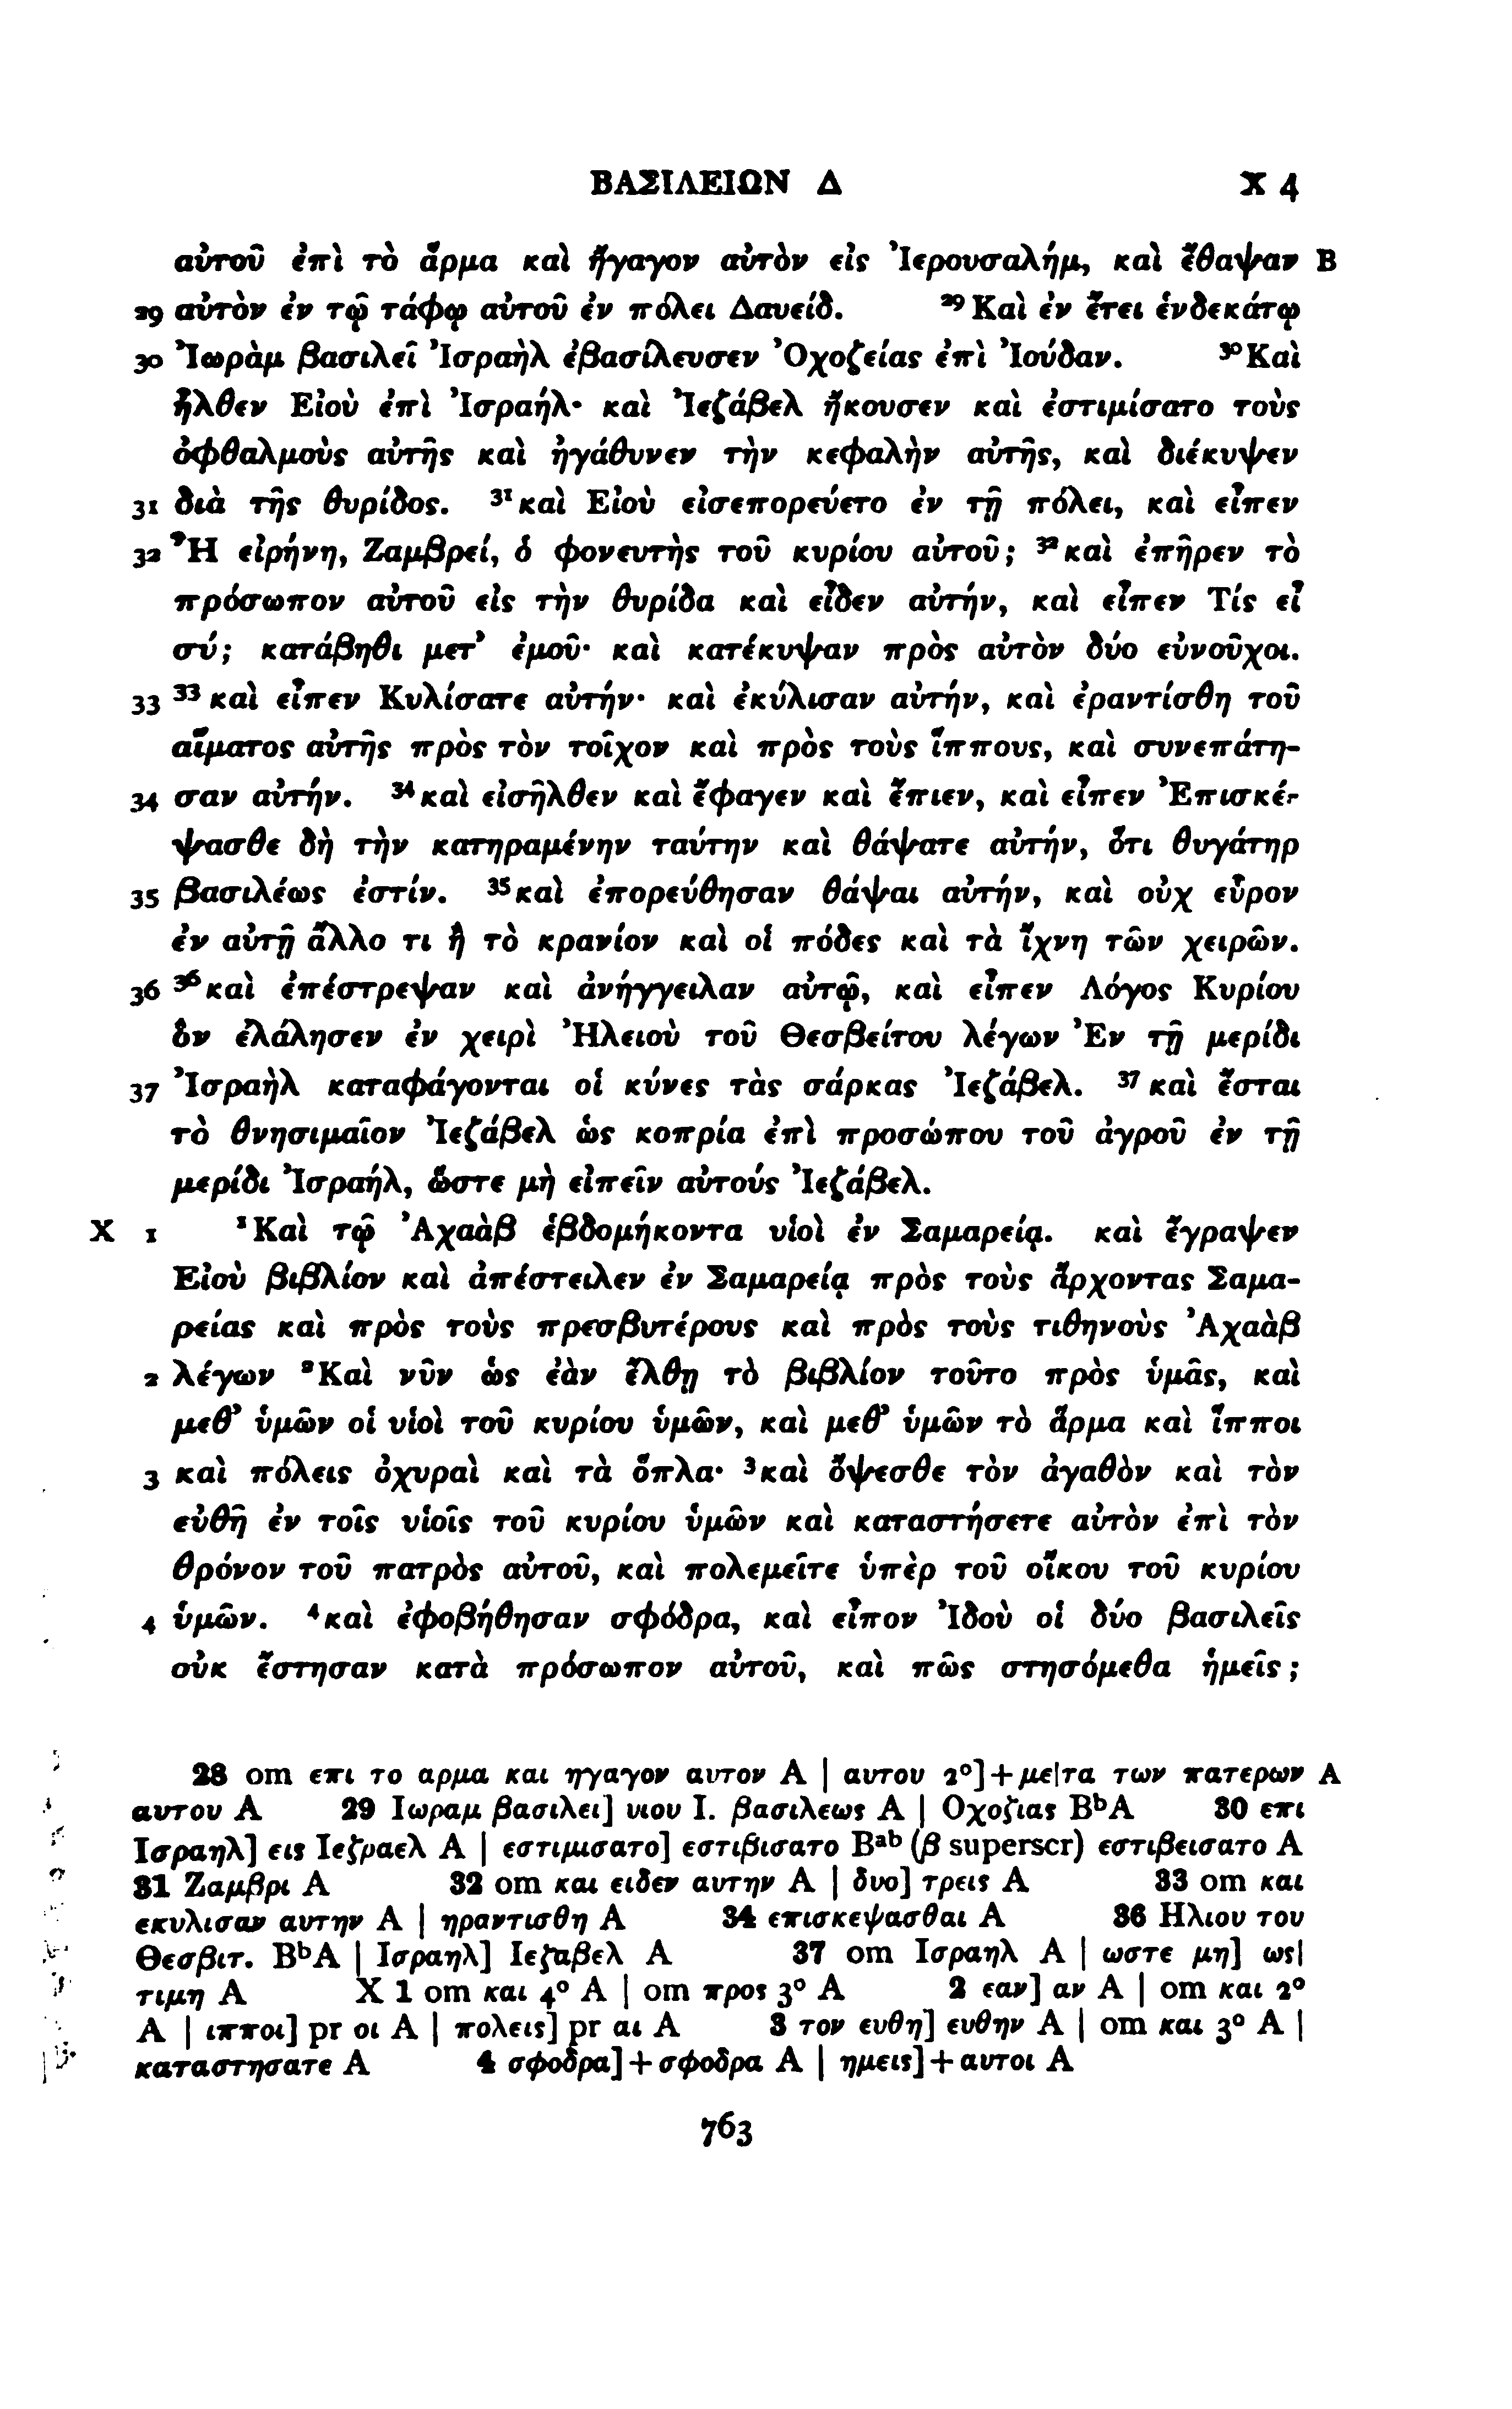 ΒΑΣΙΛΕΙΩΝ Δ X 4
αὐτοῦ ἐπὶ τὸ ἅρμα καὶ ἤγαγον αὐτὸν εἰς Ἰερουσαλήμ, καὶ ἔθαψαν B
29 αὐτὸν ἐν τῷ τάφῳ αὐτοῦ ἐν πόλει Δαυείδ. ²⁹Καὶ ἐν ἔτει ἑνδεκάτῳ
30 Ἰωρὰμ βασιλεῖ Ἰσραὴλ ἐβασίλευσεν Ὀχοζείας ἐπὶ Ἰούδαν. ³⁰Καὶ
ἦλθεν Εἰοὺ ἐπὶ Ἰσραήλ· καὶ Ἰεζάβελ ἤκουσεν καὶ ἐστιμίσατο τοὺς
ὀφθαλμοὺς αὐτῆς καὶ ἠγάθυνεν τὴν κεφαλὴν αὐτῆς, καὶ διέκυψεν
31 διὰ τῆς θυρίδος. ³¹καὶ Εἰοὺ εἰσεπορεύετο ἐν τῇ πόλει, καὶ εἶπεν
32 Ἦ εἰρήνη, Ζαμβρεί, ὁ φονευτὴς τοῦ κυρίου αὐτοῦ; ³²καὶ ἐπῆρεν τὸ
πρόσωπον αὐτοῦ εἰς τὴν θυρίδα καὶ εἶδεν αὐτήν, καὶ εἶπεν Τίς εἶ
σύ; κατάβηθι μετ’ ἐμοῦ· καὶ κατέκυψαν πρὸς αὐτὸν δύο εὐνοῦχοι.
33 ³³καὶ εἶπεν Κυλίσατε αὐτήν· καὶ ἐκύλισαν αὐτήν, καὶ ἐραντίσθη τοῦ
αἵματος αὐτῆς πρὸς τὸν τοῖχον καὶ πρὸς τοὺς ἵππους, καὶ συνεπάτη-
34 σαν αὐτήν. ³⁴καὶ εἰσῆλθεν καὶ ἔφαγεν καὶ ἔπιεν, καὶ εἶπεν Ἐπισκέ-
ψασθε δὴ τὴν κατηραμένην ταύτην καὶ θάψατε αὐτήν, ὅτι θυγάτηρ
35 βασιλέως ἐστίν. ³⁵καὶ ἐπορεύθησαν θάψαι αὐτήν, καὶ οὐχ εὗρον
ἐν αὐτῇ ἄλλο τι ἢ τὸ κρανίον καὶ οἱ πόδες καὶ τὰ ἴχνη τῶν χειρῶν.
36 ³⁶καὶ ἐπέστρεψαν καὶ ἀνήγγειλαν αὐτῷ, καὶ εἶπεν Λόγος Κυρίου
ὃν ἐλάλησεν ἐν χειρὶ Ἠλειοὺ τοῦ Θεσβείτου λέγων Ἐν τῇ μερίδι
37 Ἰσραὴλ καταφάγονται οἱ κύνες τὰς σάρκας Ἰεζάβελ. ³⁷καὶ ἔσται
τὸ θνησιμαῖον Ἰεζάβελ ὡς κοπρία ἐπὶ προσώπου τοῦ ἀγροῦ ἐν τῇ
μερίδι Ἰσραήλ, ὥστε μὴ εἰπεῖν αὐτούς Ἰεζάβελ.
X 1 ¹Καὶ τῷ Ἀχαὰβ ἑβδομήκοντα υἱοὶ ἐν Σαμαρείᾳ. καὶ ἔγραψεν
Εἰοὺ βιβλίον καὶ ἀπέστειλεν ἐν Σαμαρείᾳ πρὸς τοὺς ἄρχοντας Σαμα-
ρείας καὶ πρὸς τοὺς πρεσβυτέρους καὶ πρὸς τοὺς τιθηνοὺς Ἀχαὰβ
2 λέγων ²Καὶ νῦν ὡς ἐὰν ἔλθῃ τὸ βιβλίον τοῦτο πρὸς ὑμᾶς, καὶ
μεθ’ ὑμῶν οἱ υἱοὶ τοῦ κυρίου ὑμῶν, καὶ μεθ’ ὑμῶν τὸ ἅρμα καὶ ἵπποι
3 καὶ πόλεις ὀχυραὶ καὶ τὰ ὅπλα· ³καὶ ὄψεσθε τὸν ἀγαθὸν καὶ τὸν
εὐθῆ ἐν τοῖς υἱοῖς τοῦ κυρίου ὑμῶν καὶ καταστήσετε αὐτὸν ἐπὶ τὸν
θρόνον τοῦ πατρὸς αὐτοῦ, καὶ πολεμεῖτε ὑπὲρ τοῦ οἴκου τοῦ κυρίου
4 ὑμῶν. ⁴καὶ ἐφοβήθησαν σφόδρα, καὶ εἶπον Ἰδοὺ οἱ δύο βασιλεῖς
οὐκ ἔστησαν κατὰ πρόσωπον αὐτοῦ, καὶ πῶς στησόμεθα ἡμεῖς;
28 om επι το αρμα και ηγαγον αυτον A | αυτου 2°]+με|τα των πατερων A
αυτου A 29 Ιωραμ βασιλει] υιου Ι. βασιλεως A | Οχοζιας BᵇA 30 επι
Ισραηλ] εις Ιεζραελ A | εστιμισατο] εστιβισατο Bᵃᵇ (β superscr) εστιβεισατο A
31 Ζαμβρι A 32 om και ειδεν αυτην A | δυο] τρεις A 33 om και
εκυλισαν αυτην A | ηραντισθη A 34 επισκεψασθαι A 36 Ηλιου του
Θεσβιτ. BᵇA | Ισραηλ] Ιεζαβελ A 37 om Ισραηλ A | ωστε μη] ως|
τιμη A X 1 om και 4° A | om προς 3° A 2 εαν] αν A | om και 2°
A | ιπποι] pr οι A | πολεις] pr αι A 3 τον ευθη] ευθην A | om και 3° A |
καταστησατε A 4 σφοδρα]+σφοδρα A | ημεις]+αυτοι A
763